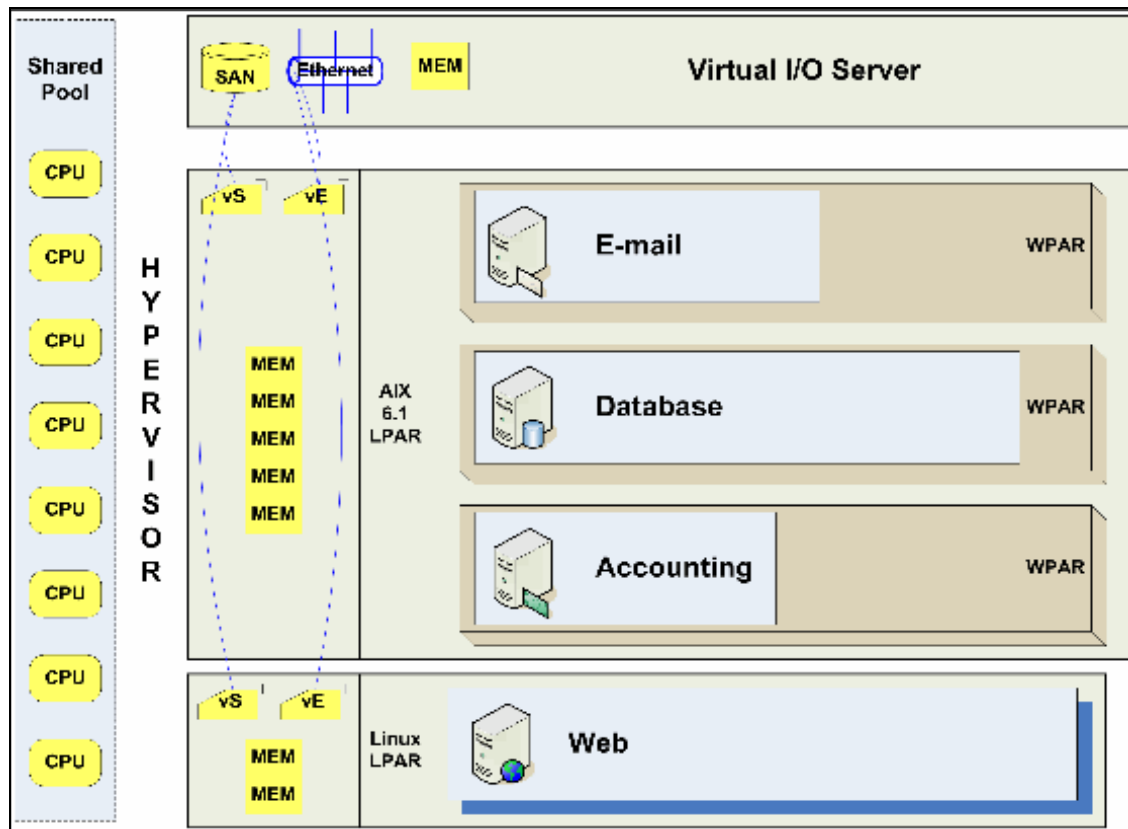 Shared
Pool
CPU
CPU
CPU
CPU
CPU
CPU
CPU
CPU
HYPERVISOR
SAN
Ethernet
MEM
Virtual I/O Server
vS
vE
MEM
MEM
MEM
MEM
MEM
AIX
6.1
LPAR
E-mail
WPAR
Database
WPAR
Accounting
WPAR
vS
vE
MEM
MEM
Linux
LPAR
Web